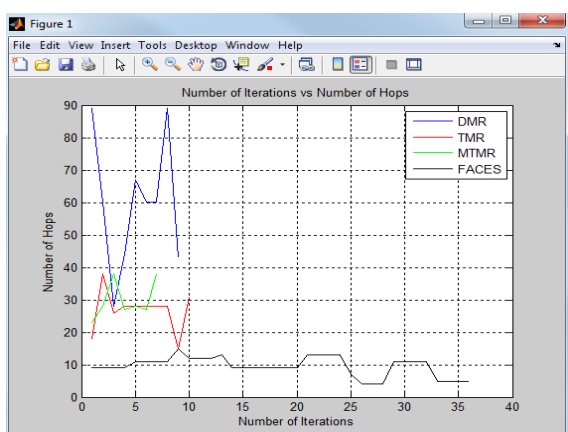 Figure 1
File Edit View Insert Tools Desktop Window Help
Number of Iterations vs Number of Hops
DMR
TMR
MTMR
FACES
90
80
70
60
50
40
30
20
10
0
Number of Hops
0 5 10 15 20 25 30 35 40
Number of Iterations